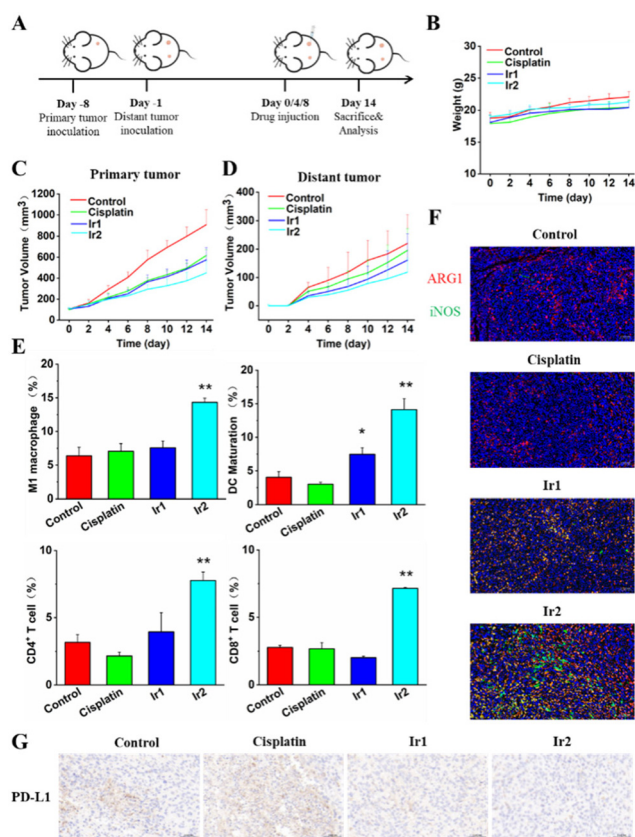 A
Day -8
Primary tumor
inoculation
Day -1
Distant tumor
inoculation
Day 0/4/8
Drug injection
Day 14
Sacrifice&
Analysis
B
Weight (g)
30
25
20
15
10
5
0
Control
Cisplatin
Ir1
Ir2
0 2 4 6 8 10 12 14
Time (day)
C
Primary tumor
Tumor Volume (mm³)
1200
1000
800
600
400
200
0
Control
Cisplatin
Ir1
Ir2
0 2 4 6 8 10 12 14
Time (day)
D
Distant tumor
Tumor Volume (mm³)
400
300
200
100
0
Control
Cisplatin
Ir1
Ir2
0 2 4 6 8 10 12 14
Time (day)
E
M1 macrophage (%)
20
15
10
5
0
**
Control
Cisplatin
Ir1
Ir2
DC Maturation (%)
20
15
10
5
0
*
**
Control
Cisplatin
Ir1
Ir2
CD4⁺ T cell (%)
10
5
0
**
Control
Cisplatin
Ir1
Ir2
CD8⁺ T cell (%)
10
5
0
**
Control
Cisplatin
Ir1
Ir2
F
Control
ARG1
iNOS
Cisplatin
Ir1
Ir2
G
Control
Cisplatin
Ir1
Ir2
PD-L1